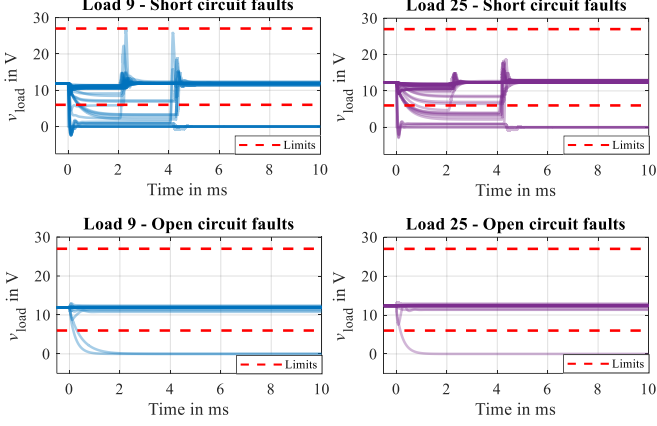 Load 9 - Short circuit faults
30
20
10
0
v_load in V
0 2 4 6 8 10
Time in ms
Limits
Load 25 - Short circuit faults
30
20
10
0
v_load in V
0 2 4 6 8 10
Time in ms
Limits
Load 9 - Open circuit faults
30
20
10
0
v_load in V
0 2 4 6 8 10
Time in ms
Limits
Load 25 - Open circuit faults
30
20
10
0
v_load in V
0 2 4 6 8 10
Time in ms
Limits